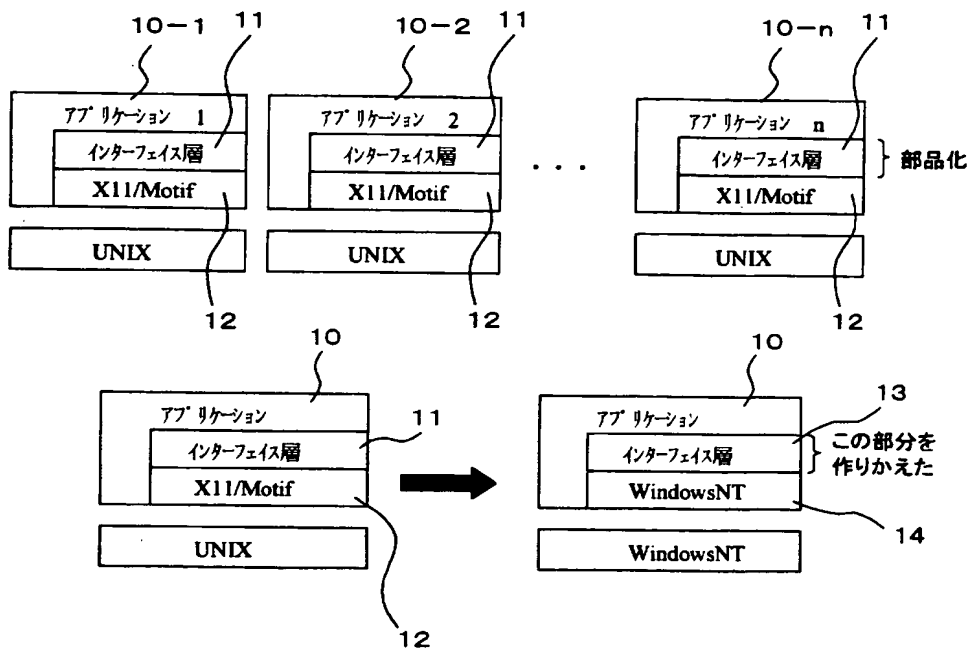 10-1
11
10-2
11
10-n
11
アプリケーション 1
インターフェイス層
X11/Motif
UNIX
アプリケーション 2
インターフェイス層
X11/Motif
UNIX
・・・
アプリケーション n
インターフェイス層
X11/Motif
UNIX
部品化
12
12
12
10
アプリケーション
インターフェイス層
11
X11/Motif
UNIX
12
10
アプリケーション
13
インターフェイス層
この部分を
作りかえた
WindowsNT
14
WindowsNT